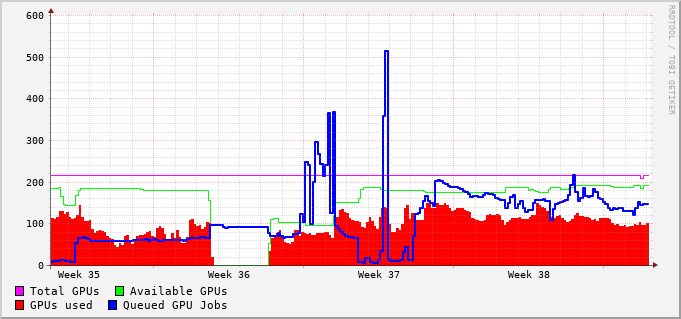 600
500
400
300
200
100
0
Week 35 Week 36 Week 37 Week 38
Total GPUs Available GPUs
GPUs used Queued GPU Jobs
RRDTOOL / TOBI OETIKER